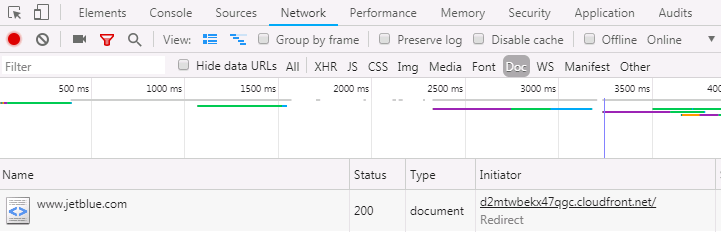 Elements Console Sources Network Performance Memory Security Application Audits
View: Group by frame Preserve log Disable cache Offline Online
Filter Hide data URLs All XHR JS CSS Img Media Font Doc WS Manifest Other
500 ms 1000 ms 1500 ms 2000 ms 2500 ms 3000 ms 3500 ms 400
Name Status Type Initiator
www.jetblue.com 200 document d2mtwbekx47qgc.cloudfront.net/
Redirect